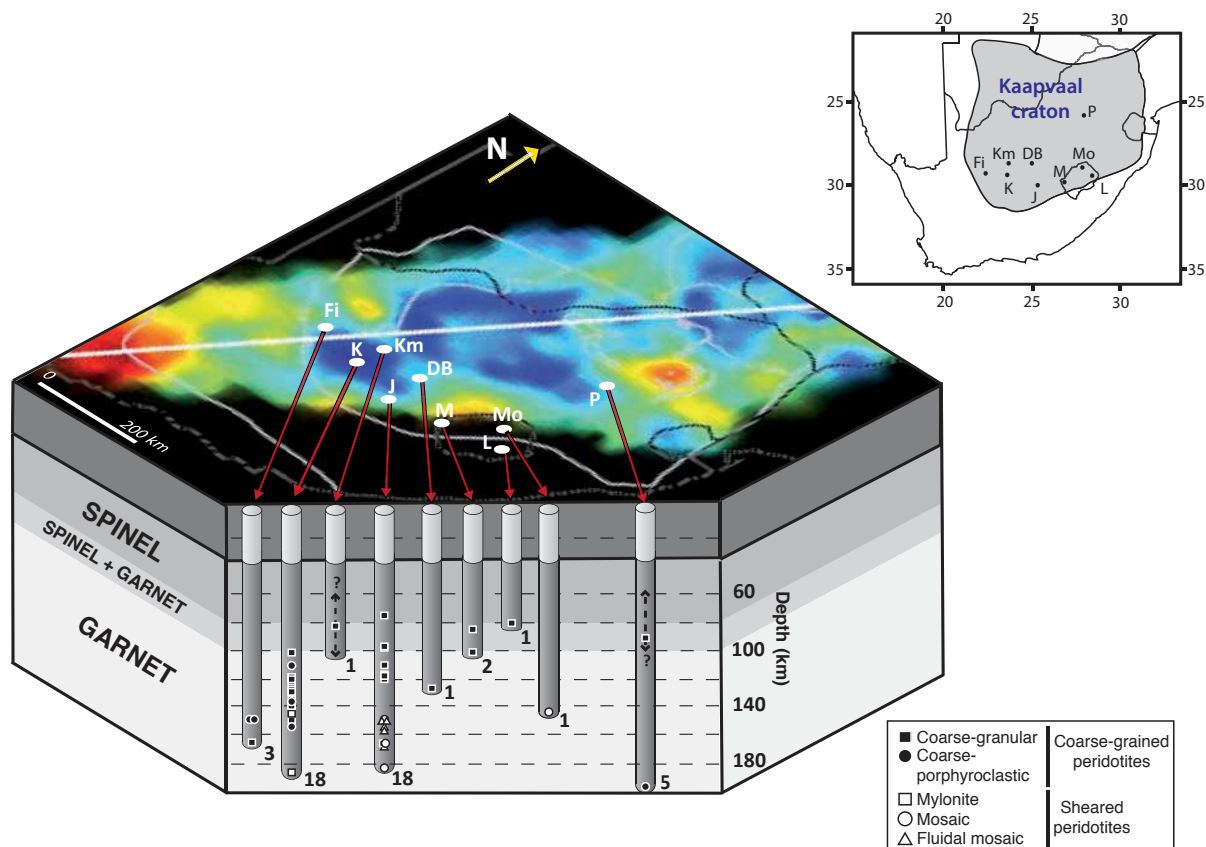 20 25 30
25 25
Kaapvaal
craton
P
Km DB Mo
Fi M
K J L
30 30
35 35
20 25 30
N
Fi
K Km
DB
J
M Mo
L
P
0
200 km
SPINEL
SPINEL + GARNET
GARNET
?
?
60
100
140
180
Depth (km)
3
18
1
18
1
2
1
1
5
Coarse-granular
Coarse-
porphyroclastic
Coarse-grained
peridotites
Mylonite
Mosaic
Fluidal mosaic
Sheared
peridotites